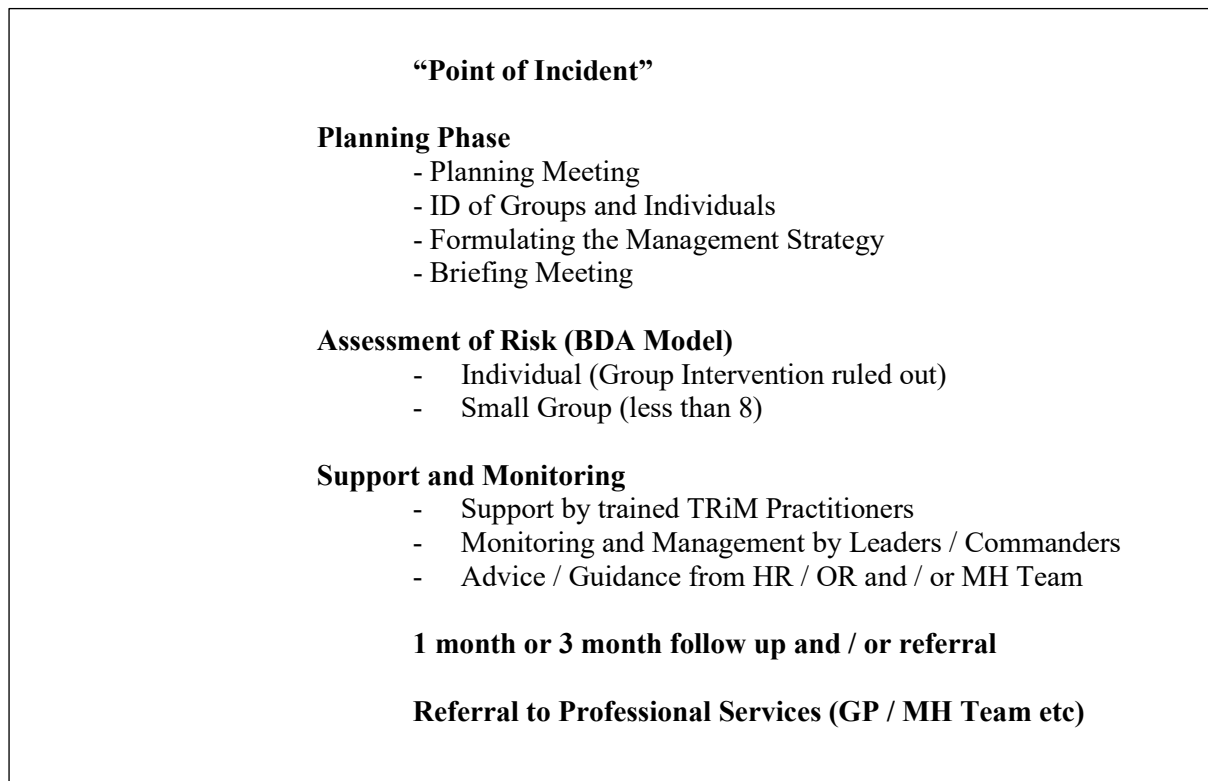 “Point of Incident”
Planning Phase
- Planning Meeting
- ID of Groups and Individuals
- Formulating the Management Strategy
- Briefing Meeting
Assessment of Risk (BDA Model)
- Individual (Group Intervention ruled out)
- Small Group (less than 8)
Support and Monitoring
- Support by trained TRiM Practitioners
- Monitoring and Management by Leaders / Commanders
- Advice / Guidance from HR / OR and / or MH Team
1 month or 3 month follow up and / or referral
Referral to Professional Services (GP / MH Team etc)